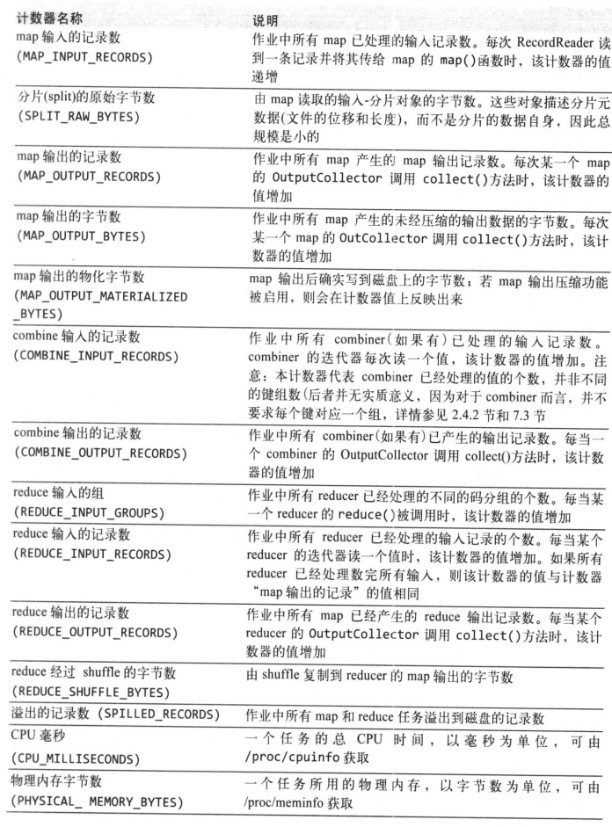 计数器名称 说明
map 输入的记录数 作业中所有 map 已处理的输入记录数。每次 RecordReader 读
(MAP_INPUT_RECORDS) 到一条记录并将其传给 map 的 map()函数时，该计数器的值
递增
分片(split)的原始字节数 由 map 读取的输入-分片对象的字节数。这些对象描述分片元
(SPLIT_RAW_BYTES) 数据(文件的位移和长度)，而不是分片的数据自身，因此总
规模是小的
map 输出的记录数 作业中所有 map 产生的 map 输出记录数。每次某一个 map
(MAP_OUTPUT_RECORDS) 的 OutputCollector 调用 collect()方法时，该计数器的
值增加
map 输出的字节数 作业中所有 map 产生的未经压缩的输出数据的字节数。每次
(MAP_OUTPUT_BYTES) 某一个 map 的 OutCollector 调用 collect()方法时，该计
数器的值增加
map 输出的物化字节数 map 输出后确实写到磁盘上的字节数；若 map 输出压缩功能
(MAP_OUTPUT_MATERIALIZED 被启用，则会在计数器值上反映出来
_BYTES)
combine 输入的记录数 作业中所有 combiner(如果有)已处理的输入记录数。
(COMBINE_INPUT_RECORDS) combiner 的迭代器每次读一个值，该计数器的值增加。注
意：本计数器代表 combiner 已经处理的值的个数，并非不同
的键组数(后者并无实质意义，因为对于 combiner 而言，并不
要求每个键对应一个组，详情参见 2.4.2 节和 7.3 节
combine 输出的记录数 作业中所有 combiner(如果有)已产生的输出记录数。每当一
(COMBINE_OUTPUT_RECORDS) 个 combiner 的 OutputCollector 调用 collect()方法时，该计数
器的值增加
reduce 输入的组 作业中所有 reducer 已经处理的不同的码分组的个数。每当某
(REDUCE_INPUT_GROUPS) 一个 reducer 的 reduce()被调用时，该计数器的值增加
reduce 输入的记录数 作业中所有 reducer 已经处理的输入记录的个数。每当某个
(REDUCE_INPUT_RECORDS) reducer 的迭代器读一个值时，该计数器的值增加。如果所有
reducer 已经处理数完所有输入，则该计数器的值与计数器
“map 输出的记录”的值相同
reduce 输出的记录数 作业中所有 map 已经产生的 reduce 输出记录数。每当某个
(REDUCE_OUTPUT_RECORDS) reducer 的 OutputCollector 调用 collect()方法时，该计
数器的值增加
reduce 经过 shuffle 的字节数 由 shuffle 复制到 reducer 的 map 输出的字节数
(REDUCE_SHUFFLE_BYTES)
溢出的记录数 (SPILLED_RECORDS) 作业中所有 map 和 reduce 任务溢出到磁盘的记录数
CPU 毫秒 一个任务的总 CPU 时间，以毫秒为单位，可由
(CPU_MILLISECONDS) /proc/cpuinfo 获取
物理内存字节数 一个任务所用的物理内存，以字节数为单位，可由
(PHYSICAL_ MEMORY_BYTES) /proc/meminfo 获取